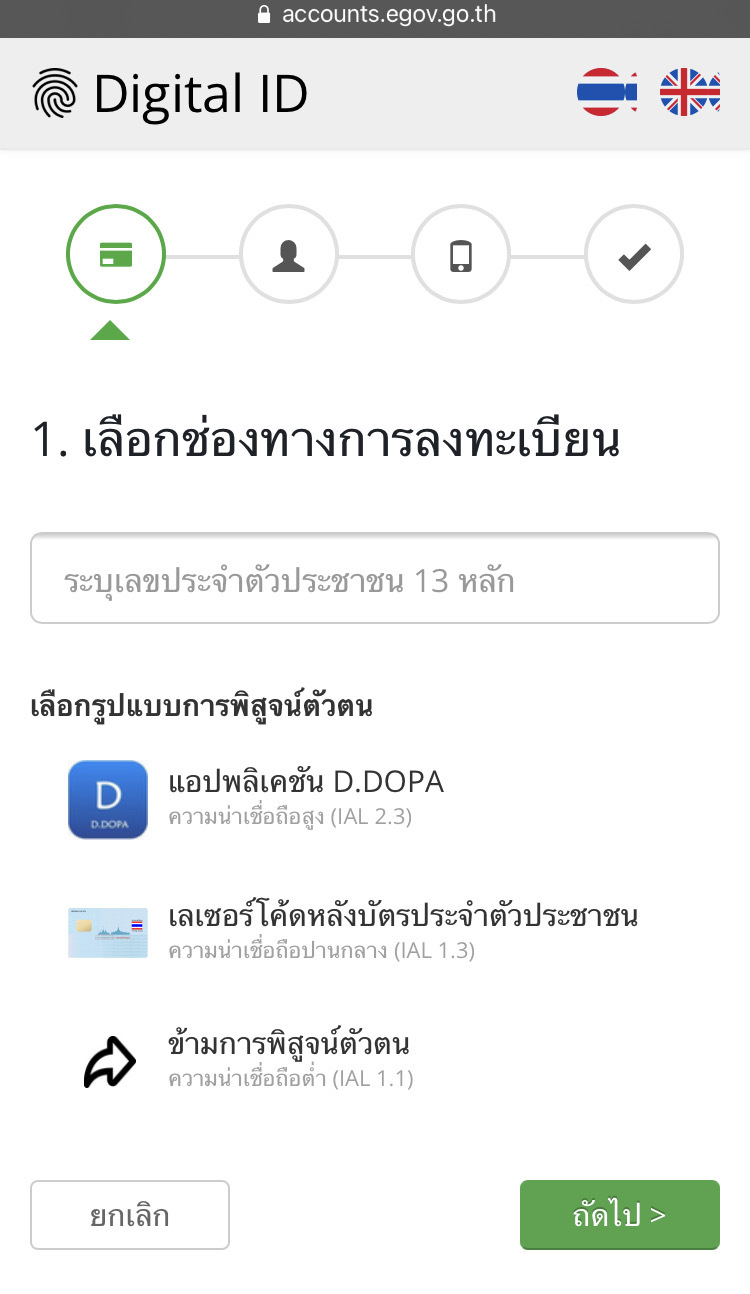 accounts.egov.go.th
Digital ID
1. เลือกช่องทางการลงทะเบียน
ระบุเลขประจำตัวประชาชน 13 หลัก
เลือกรูปแบบการพิสูจน์ตัวตน
D
D.DOPA
แอปพลิเคชัน D.DOPA
ความน่าเชื่อถือสูง (IAL 2.3)
เลเซอร์โค้ดหลังบัตรประจำตัวประชาชน
ความน่าเชื่อถือปานกลาง (IAL 1.3)
ข้ามการพิสูจน์ตัวตน
ความน่าเชื่อถือต่ำ (IAL 1.1)
ยกเลิก
ถัดไป >